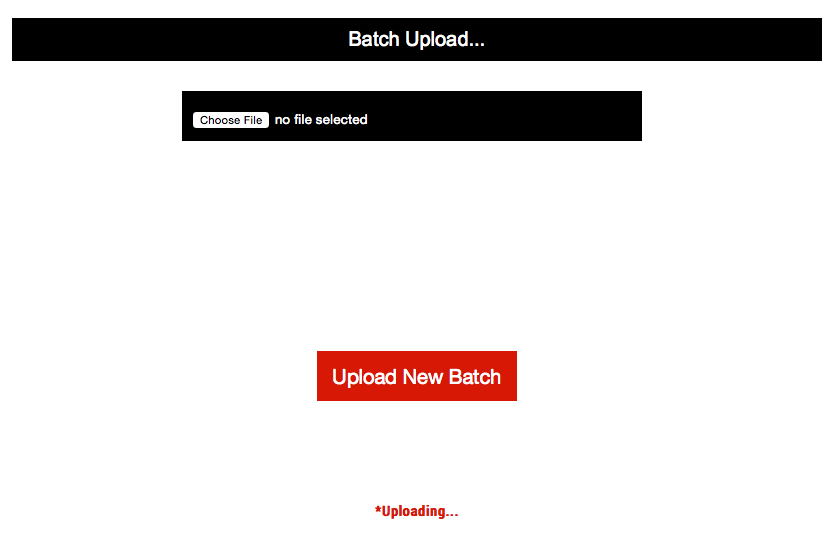 Batch Upload...
Choose File no file selected
Upload New Batch
*Uploading...